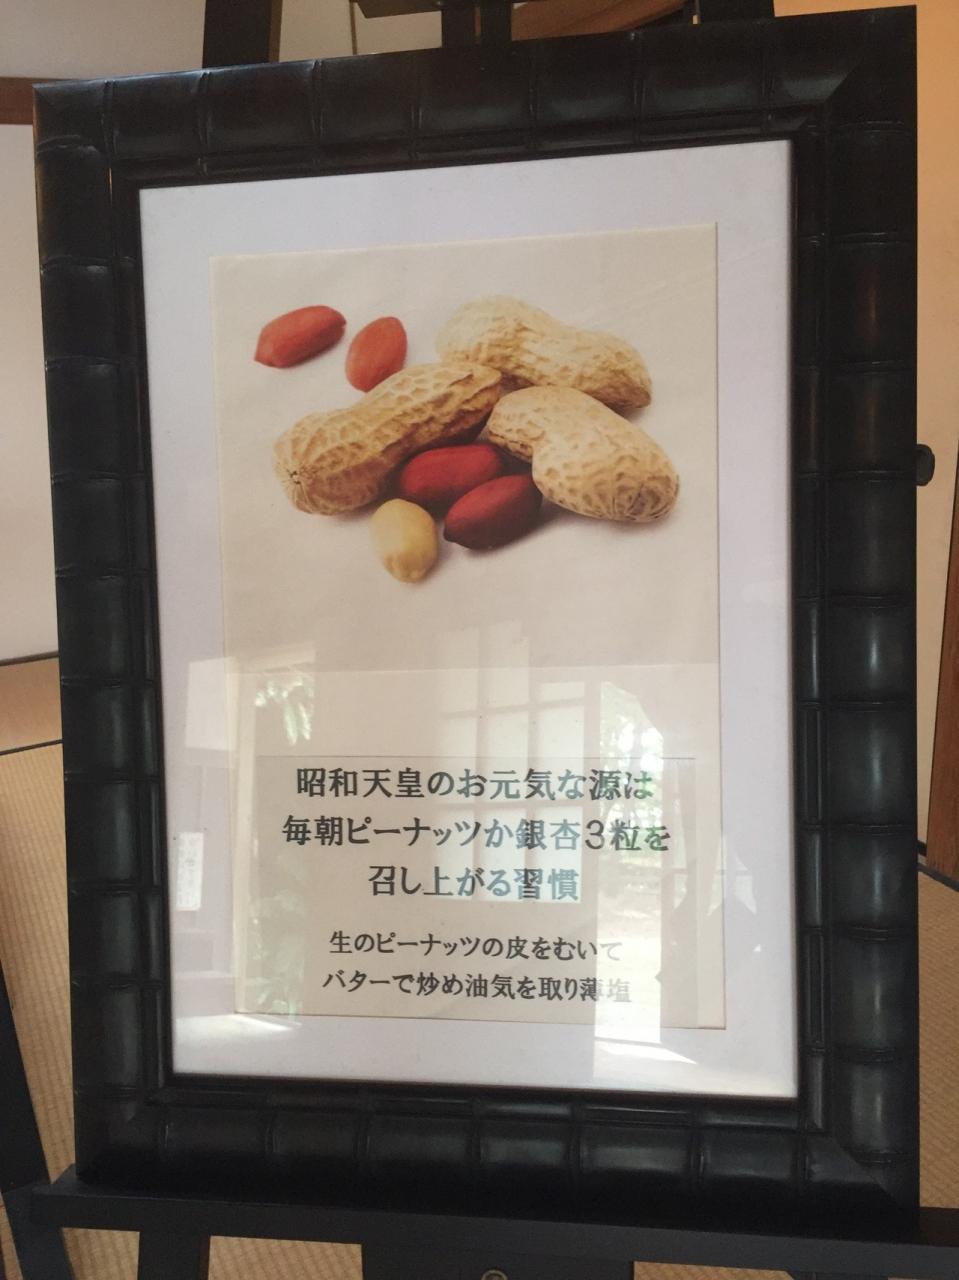 昭和天皇のお元気な源は
毎朝ピーナッツか銀杏3粒を
召し上がる習慣
生のピーナッツの皮をむいて
バターで炒め油気を取り薄塩